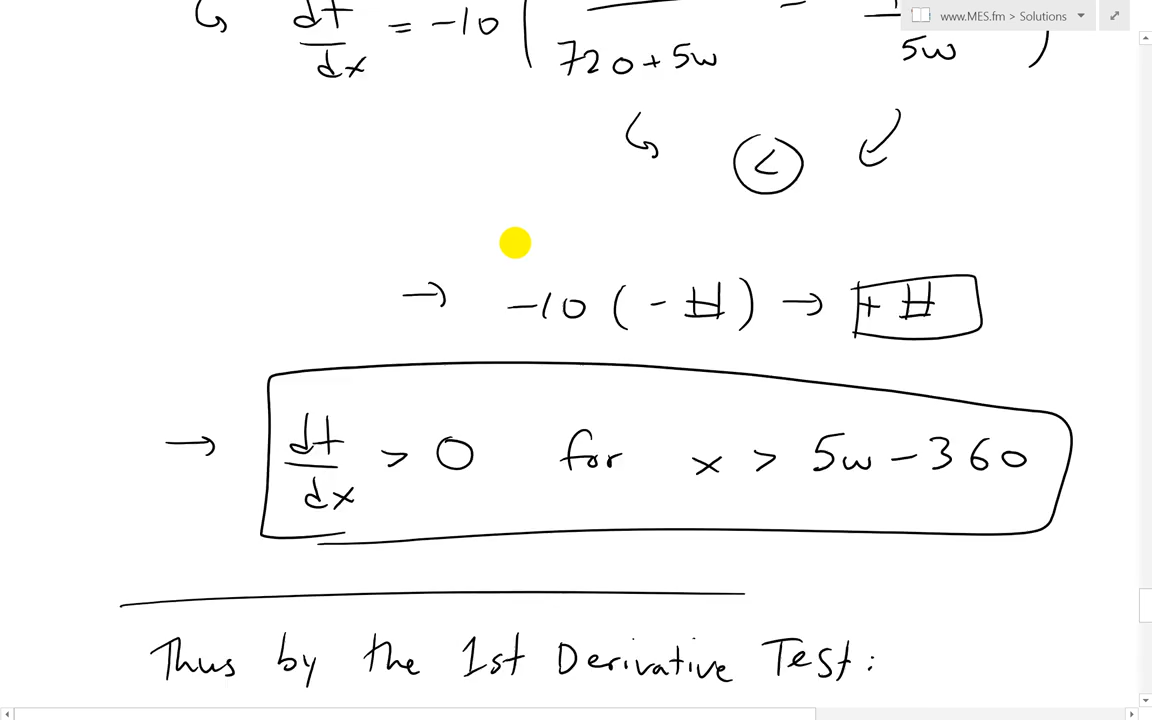 www.MES.fm > Solutions
dt/dx = -10 ( 720+5w - 5w )
<
→ -10 ( - # ) → + #
→ dt/dx > 0 for x > 5w - 360
Thus by the 1st Derivative Test: